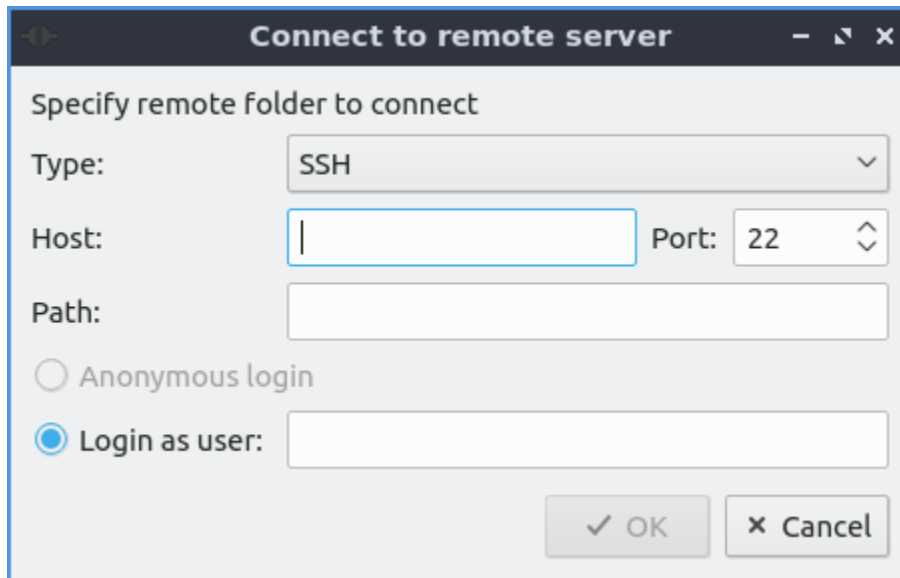 Connect to remote server
Specify remote folder to connect
Type: SSH
Host: Port: 22
Path:
Anonymous login
Login as user:
OK Cancel